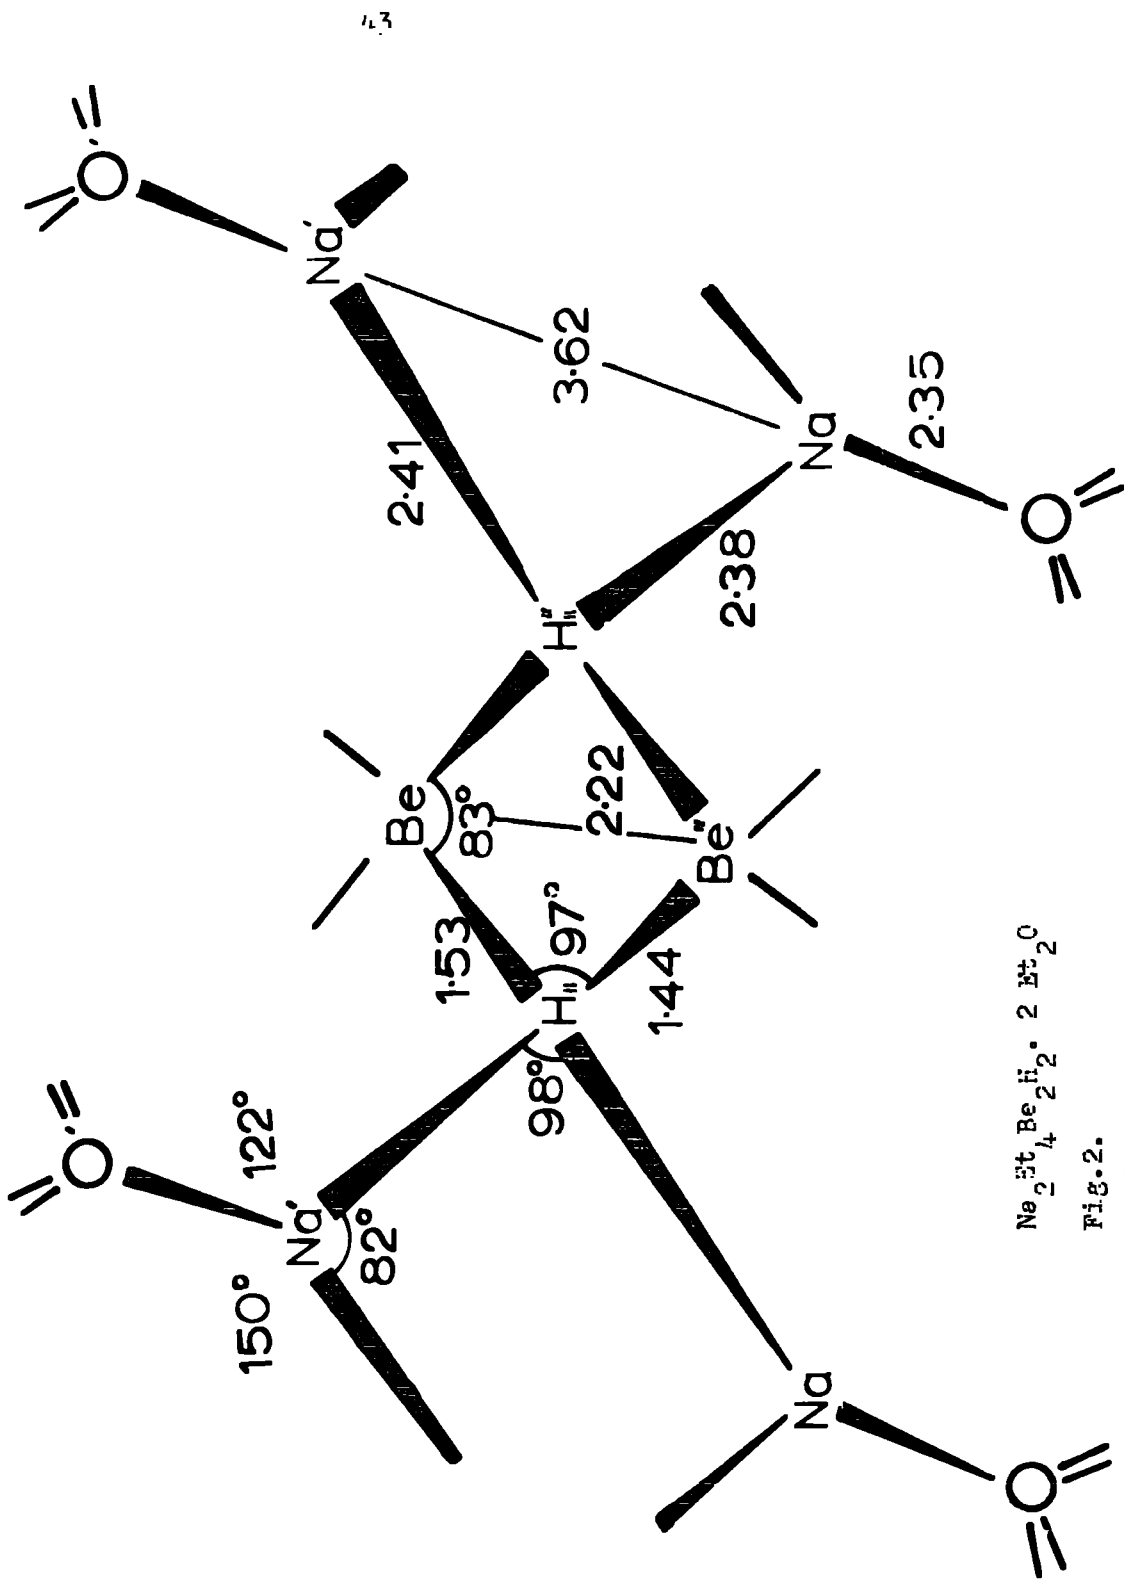 O
O
Na'
Na
3·62
2·35
2·41
2·38
H
Be
83°
2·22
Be
1·53
97°
1·44
H
98°
O
122°
Na'
150°
82°
Na
O
O
Na2Et4Be2H2. 2 Et2O
Fig.2.